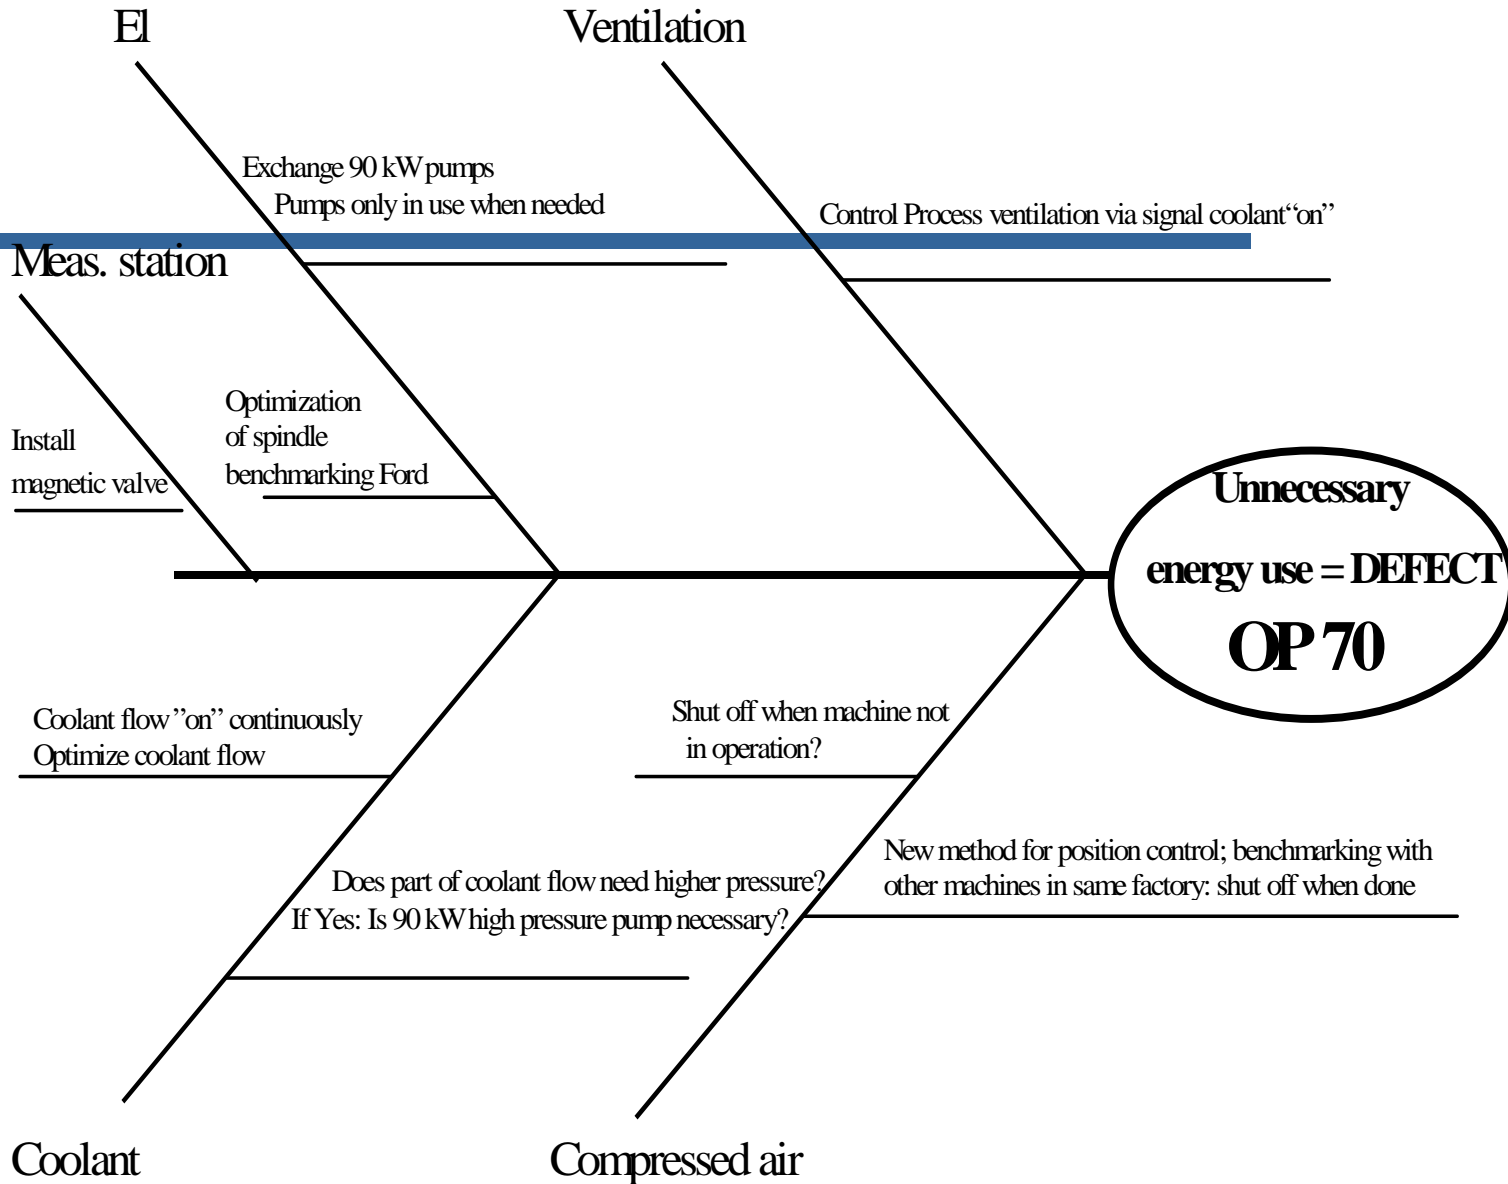 El
Ventilation
Exchange 90 kW pumps
Pumps only in use when needed
Control Process ventilation via signal coolant“on”
Meas. station
Optimization
of spindle
benchmarking Ford
Install
magnetic valve
Unnecessary
energy use = DEFECT
OP 70
Coolant flow ”on” continuously
Optimize coolant flow
Shut off when machine not
in operation?
Does part of coolant flow need higher pressure?
If Yes: Is 90 kW high pressure pump necessary?
New method for position control; benchmarking with
other machines in same factory: shut off when done
Coolant
Compressed air